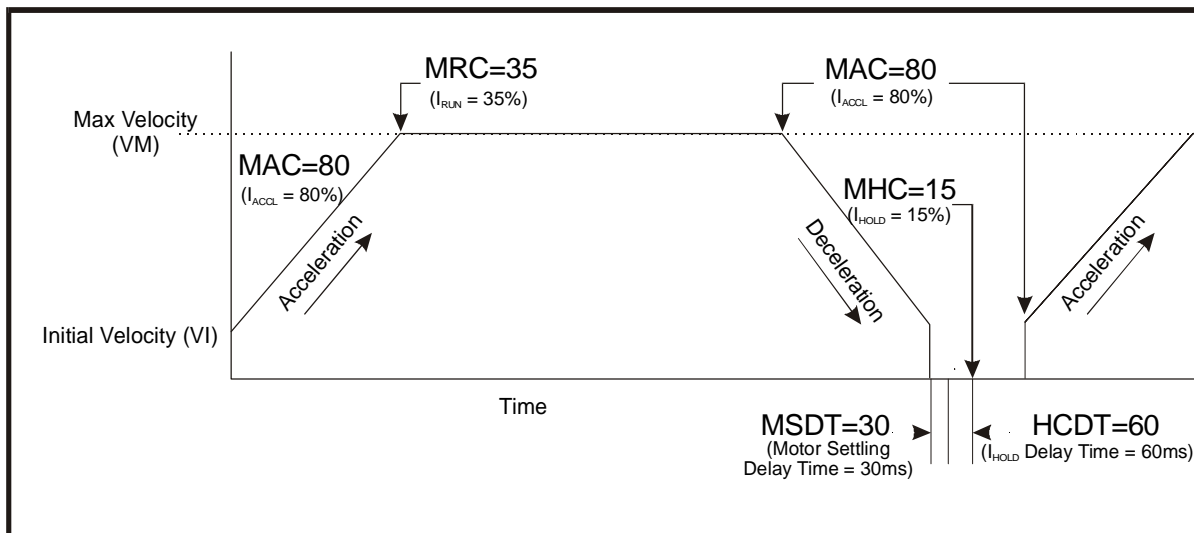 MRC=35
(IRUN = 35%)
MAC=80
(IACCL = 80%)
Max Velocity
(VM)
MAC=80
(IACCL = 80%)
MHC=15
(IHOLD = 15%)
Acceleration
Deceleration
Acceleration
Initial Velocity (VI)
Time
MSDT=30
(Motor Settling
Delay Time = 30ms)
HCDT=60
(IHOLD Delay Time = 60ms)